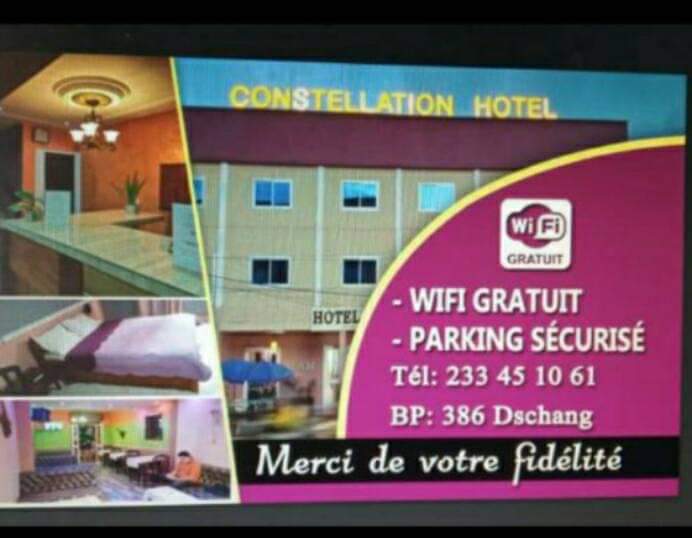 CONSTELLATION HOTEL
HOTEL
Wi Fi
GRATUIT
- WIFI GRATUIT
- PARKING SÉCURISÉ
Tél: 233 45 10 61
BP: 386 Dschang
Merci de votre fidélité